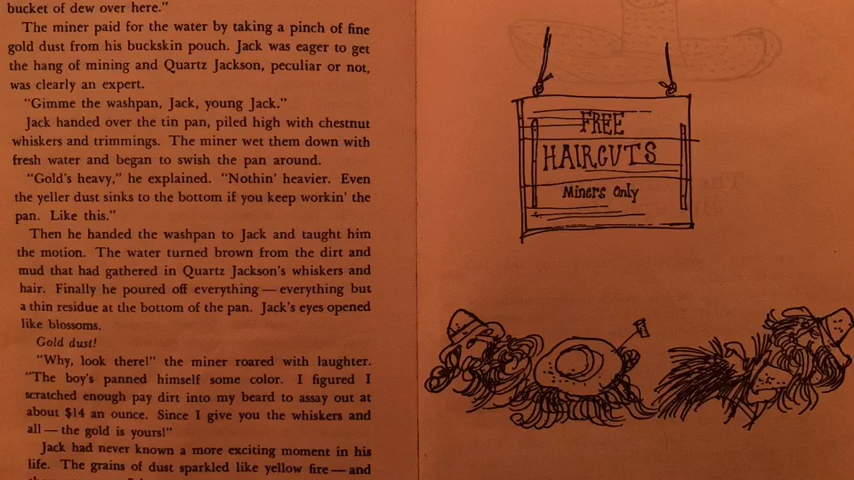 bucket of dew over here."
The miner paid for the water by taking a pinch of fine
gold dust from his buckskin pouch. Jack was eager to get
the hang of mining and Quartz Jackson, peculiar or not,
was clearly an expert.
"Gimme the washpan, Jack, young Jack."
Jack handed over the tin pan, piled high with chestnut
whiskers and trimmings. The miner wet them down with
fresh water and began to swish the pan around.
"Gold's heavy," he explained. "Nothin' heavier. Even
the yeller dust sinks to the bottom if you keep workin' the
pan. Like this."
Then he handed the washpan to Jack and taught him
the motion. The water turned brown from the dirt and
mud that had gathered in Quartz Jackson's whiskers and
hair. Finally he poured off everything — everything but
a thin residue at the bottom of the pan. Jack's eyes opened
like blossoms.
Gold dust!
"Why, look there!" the miner roared with laughter.
"The boy's panned himself some color. I figured I
scratched enough pay dirt into my beard to assay out at
about $14 an ounce. Since I give you the whiskers and
all — the gold is yours!"
Jack had never known a more exciting moment in his
life. The grains of dust sparkled like yellow fire — and
FREE
HAIRCUTS
Miners Only